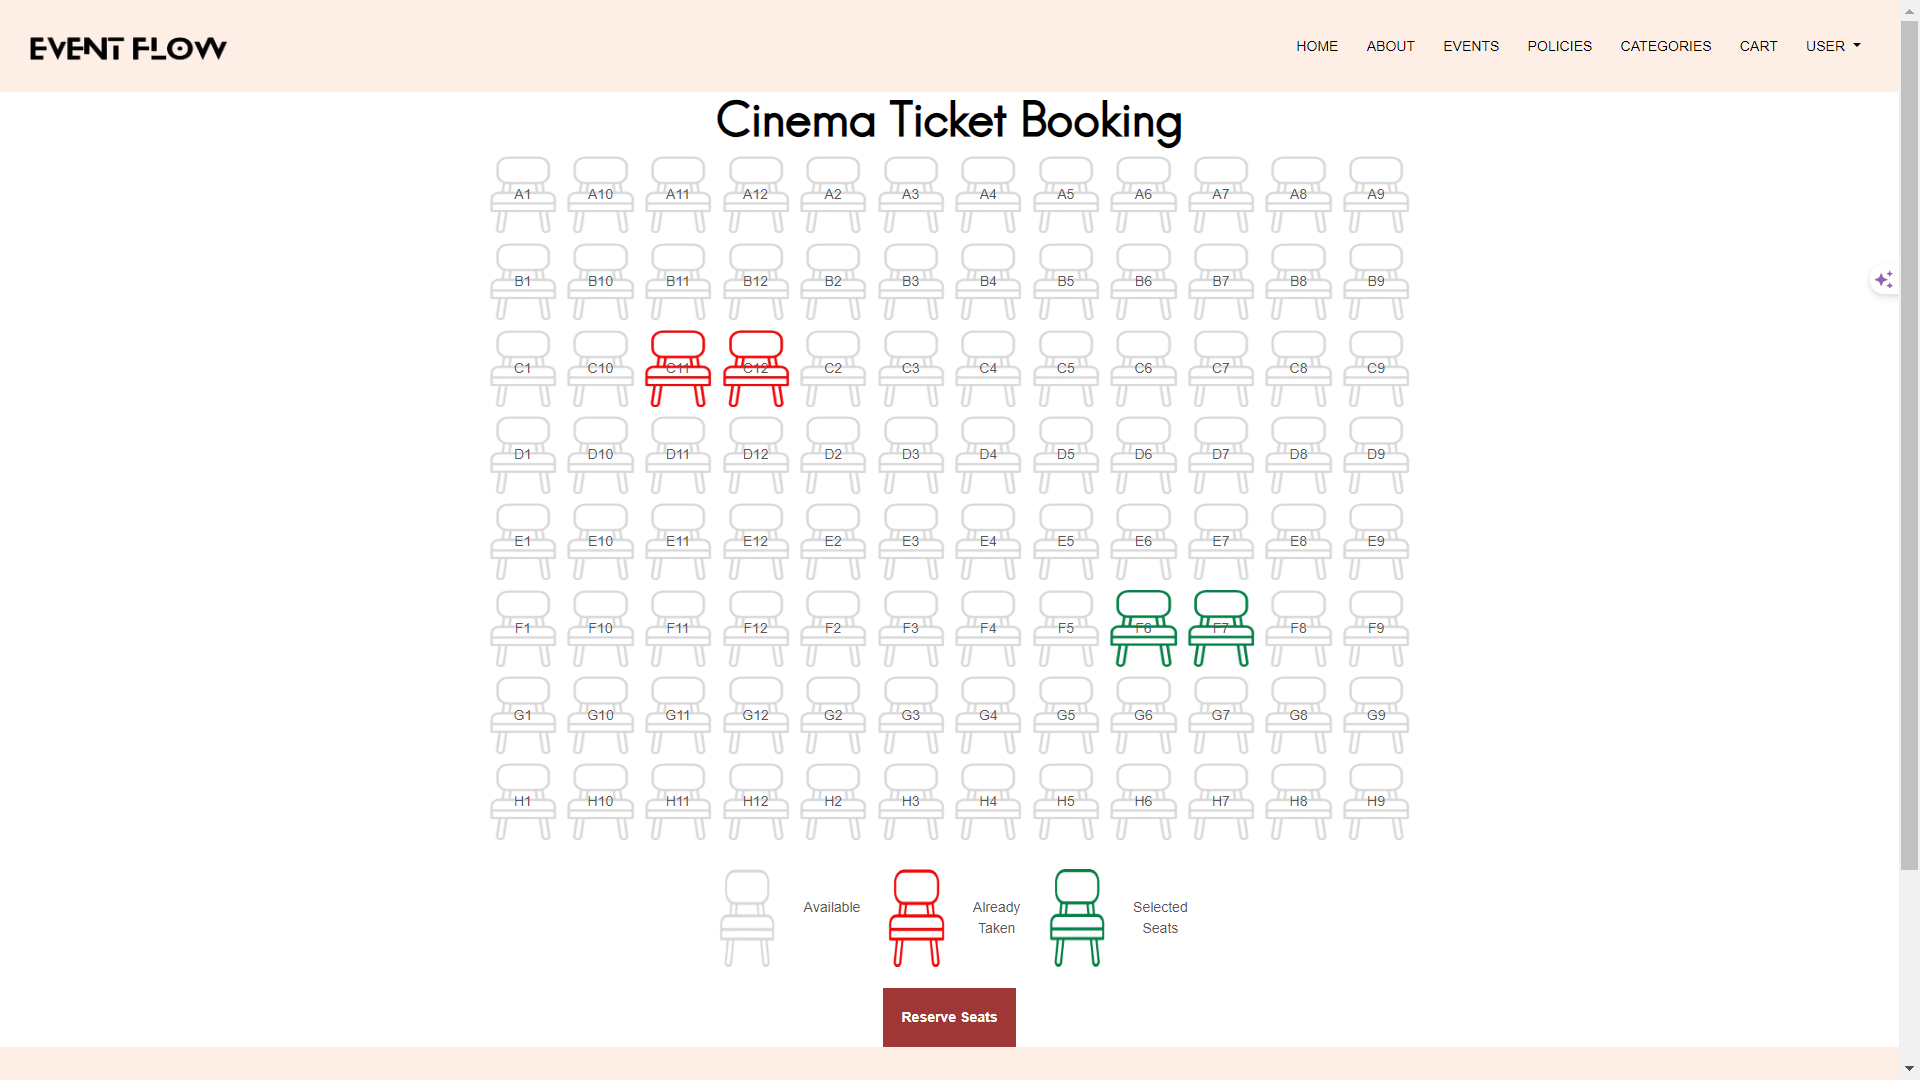 EVENT FLOW
HOME ABOUT EVENTS POLICIES CATEGORIES CART USER
Cinema Ticket Booking
A1 A10 A11 A12 A2 A3 A4 A5 A6 A7 A8 A9
B1 B10 B11 B12 B2 B3 B4 B5 B6 B7 B8 B9
C1 C10 C11 C12 C2 C3 C4 C5 C6 C7 C8 C9
D1 D10 D11 D12 D2 D3 D4 D5 D6 D7 D8 D9
E1 E10 E11 E12 E2 E3 E4 E5 E6 E7 E8 E9
F1 F10 F11 F12 F2 F3 F4 F5 F6 F7 F8 F9
G1 G10 G11 G12 G2 G3 G4 G5 G6 G7 G8 G9
H1 H10 H11 H12 H2 H3 H4 H5 H6 H7 H8 H9
Available
Already
Taken
Selected
Seats
Reserve Seats